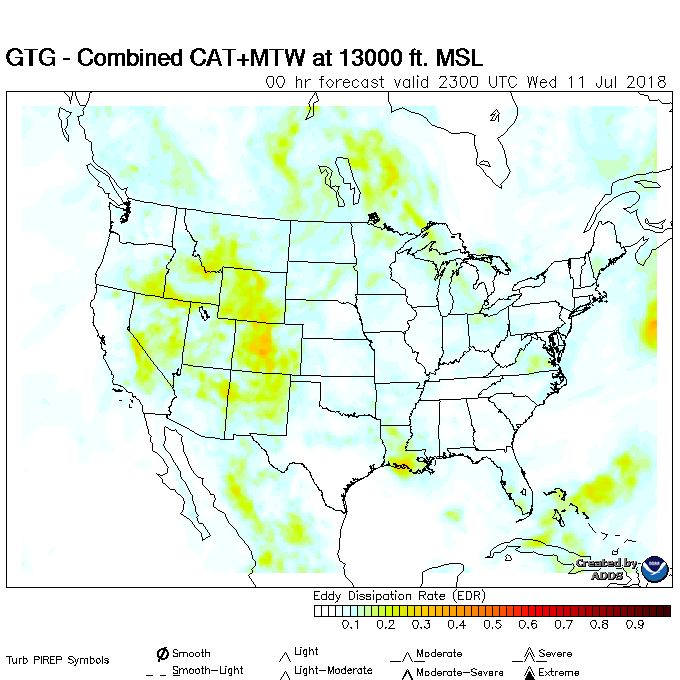 GTG - Combined CAT+MTW at 13000 ft. MSL
00 hr forecast valid 2300 UTC Wed 11 Jul 2018
Created by
ADDS
Eddy Dissipation Rate (EDR)
0.1 0.2 0.3 0.4 0.5 0.6 0.7 0.8 0.9
Turb PIREP Symbols
Smooth Light Moderate Severe
Smooth-Light Light-Moderate Moderate-Severe Extreme